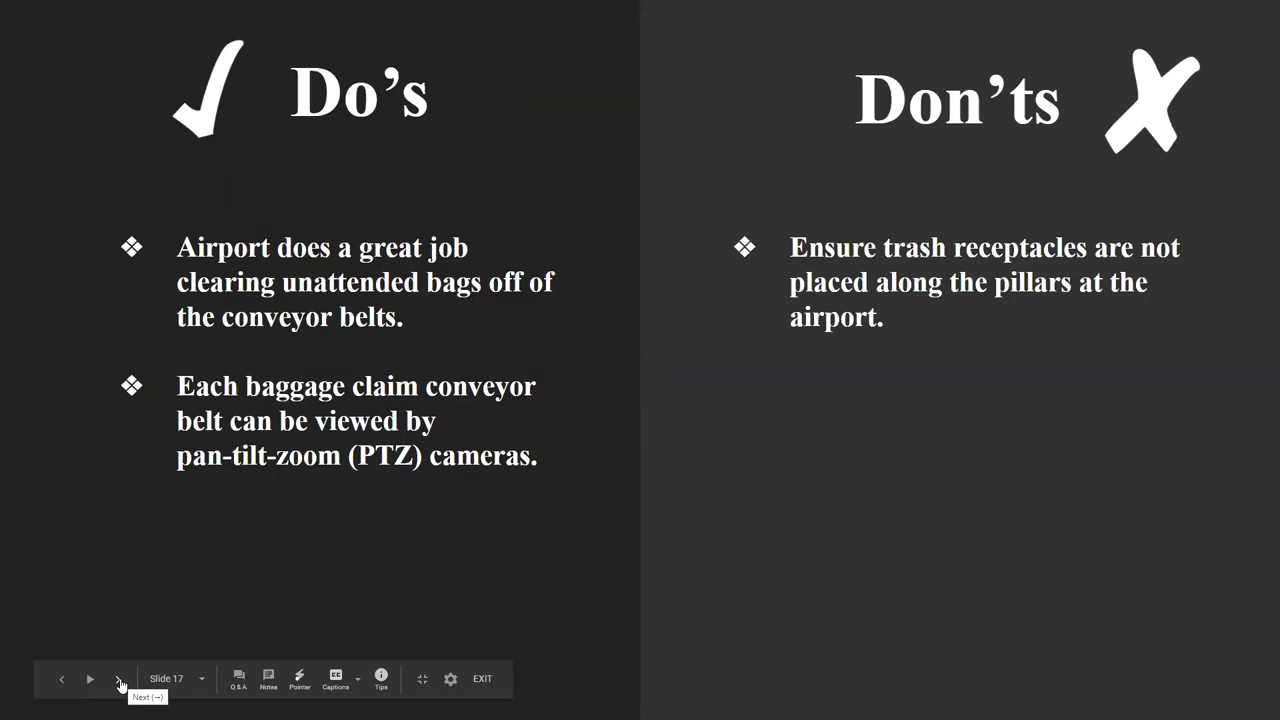 Do’s
Don’ts
❖ Airport does a great job
clearing unattended bags off of
the conveyor belts.
❖ Each baggage claim conveyor
belt can be viewed by
pan-tilt-zoom (PTZ) cameras.
❖ Ensure trash receptacles are not
placed along the pillars at the
airport.
Slide 17
Q & A
Notes
Pointer
Captions
Tips
EXIT
Next (→)